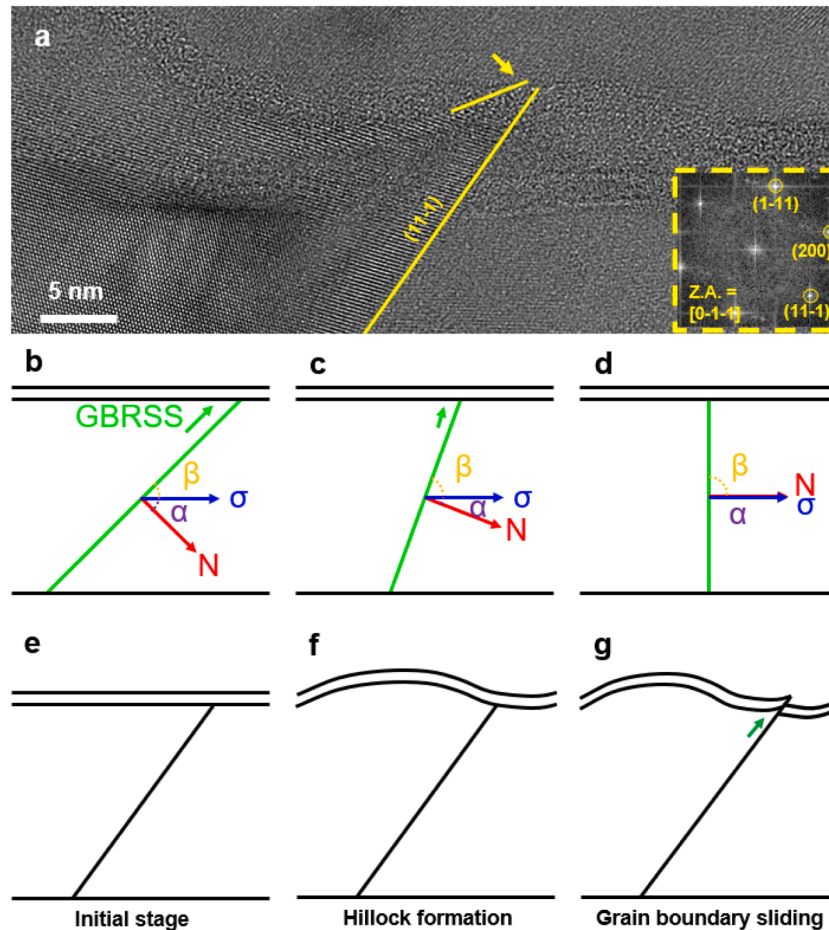 a
(11-1)
5 nm
(1-11)
(200)
(11-1)
Z.A. =
[0-1-1]
b
c
d
GBRSS
β
σ
α
N
β
σ
α
N
β
N
σ
α
e
f
g
Initial stage
Hillock formation
Grain boundary sliding